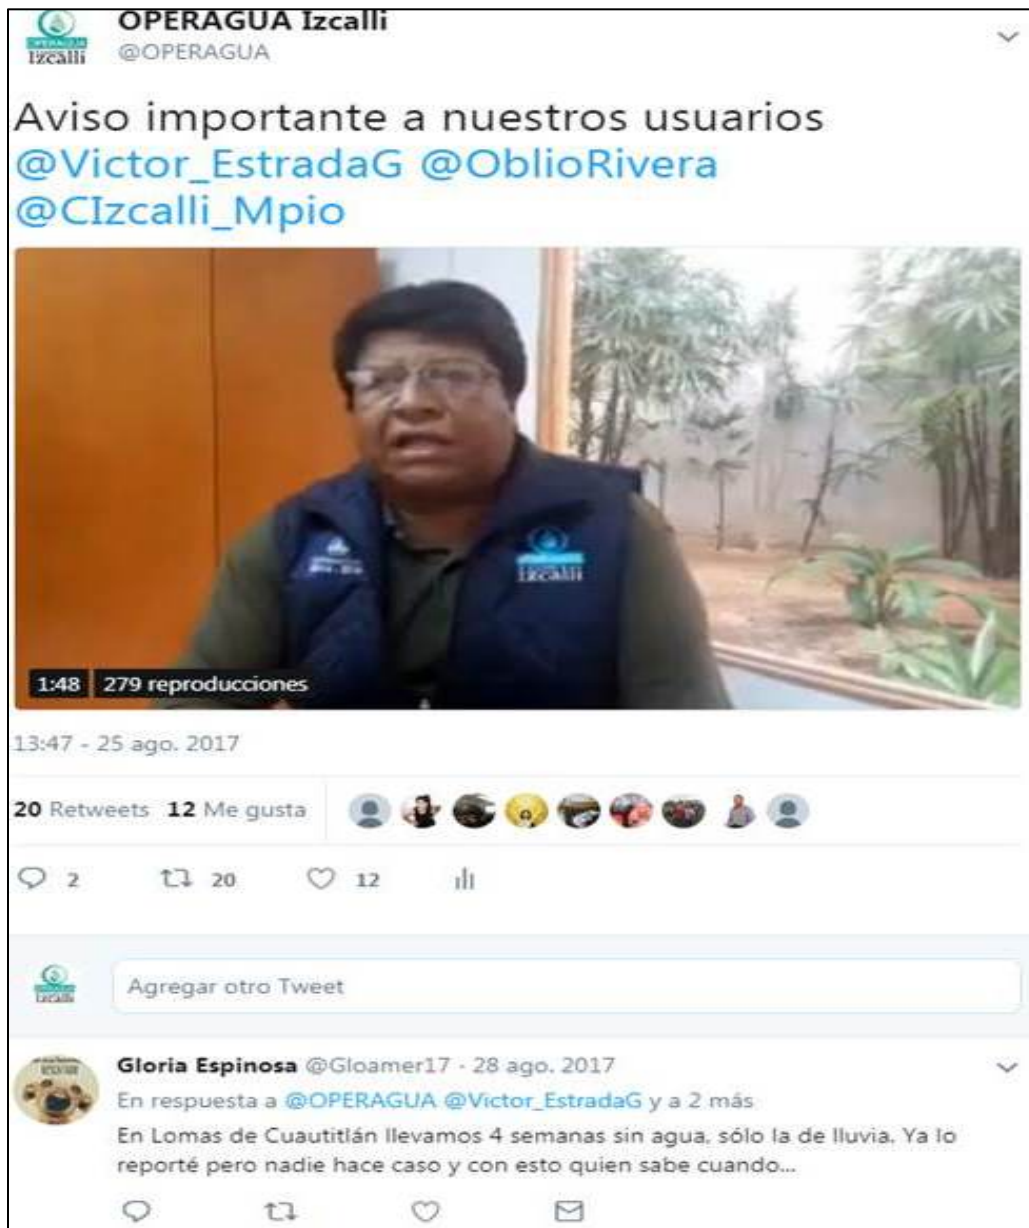 OPERAGUA Izcalli
@OPERAGUA
Izcalli
Aviso importante a nuestros usuarios
@Victor_EstradaG @OblioRivera
@CIzcalli_Mpio
Izcalli
1:48 279 reproducciones
13:47 - 25 ago. 2017
20 Retweets 12 Me gusta
2 20 12
Izcalli
Agregar otro Tweet
Gloria Espinosa @Gloamer17 - 28 ago. 2017
En respuesta a @OPERAGUA @Victor_EstradaG y a 2 más
En Lomas de Cuautitlán llevamos 4 semanas sin agua, sólo la de lluvia. Ya lo
reporté pero nadie hace caso y con esto quien sabe cuando...